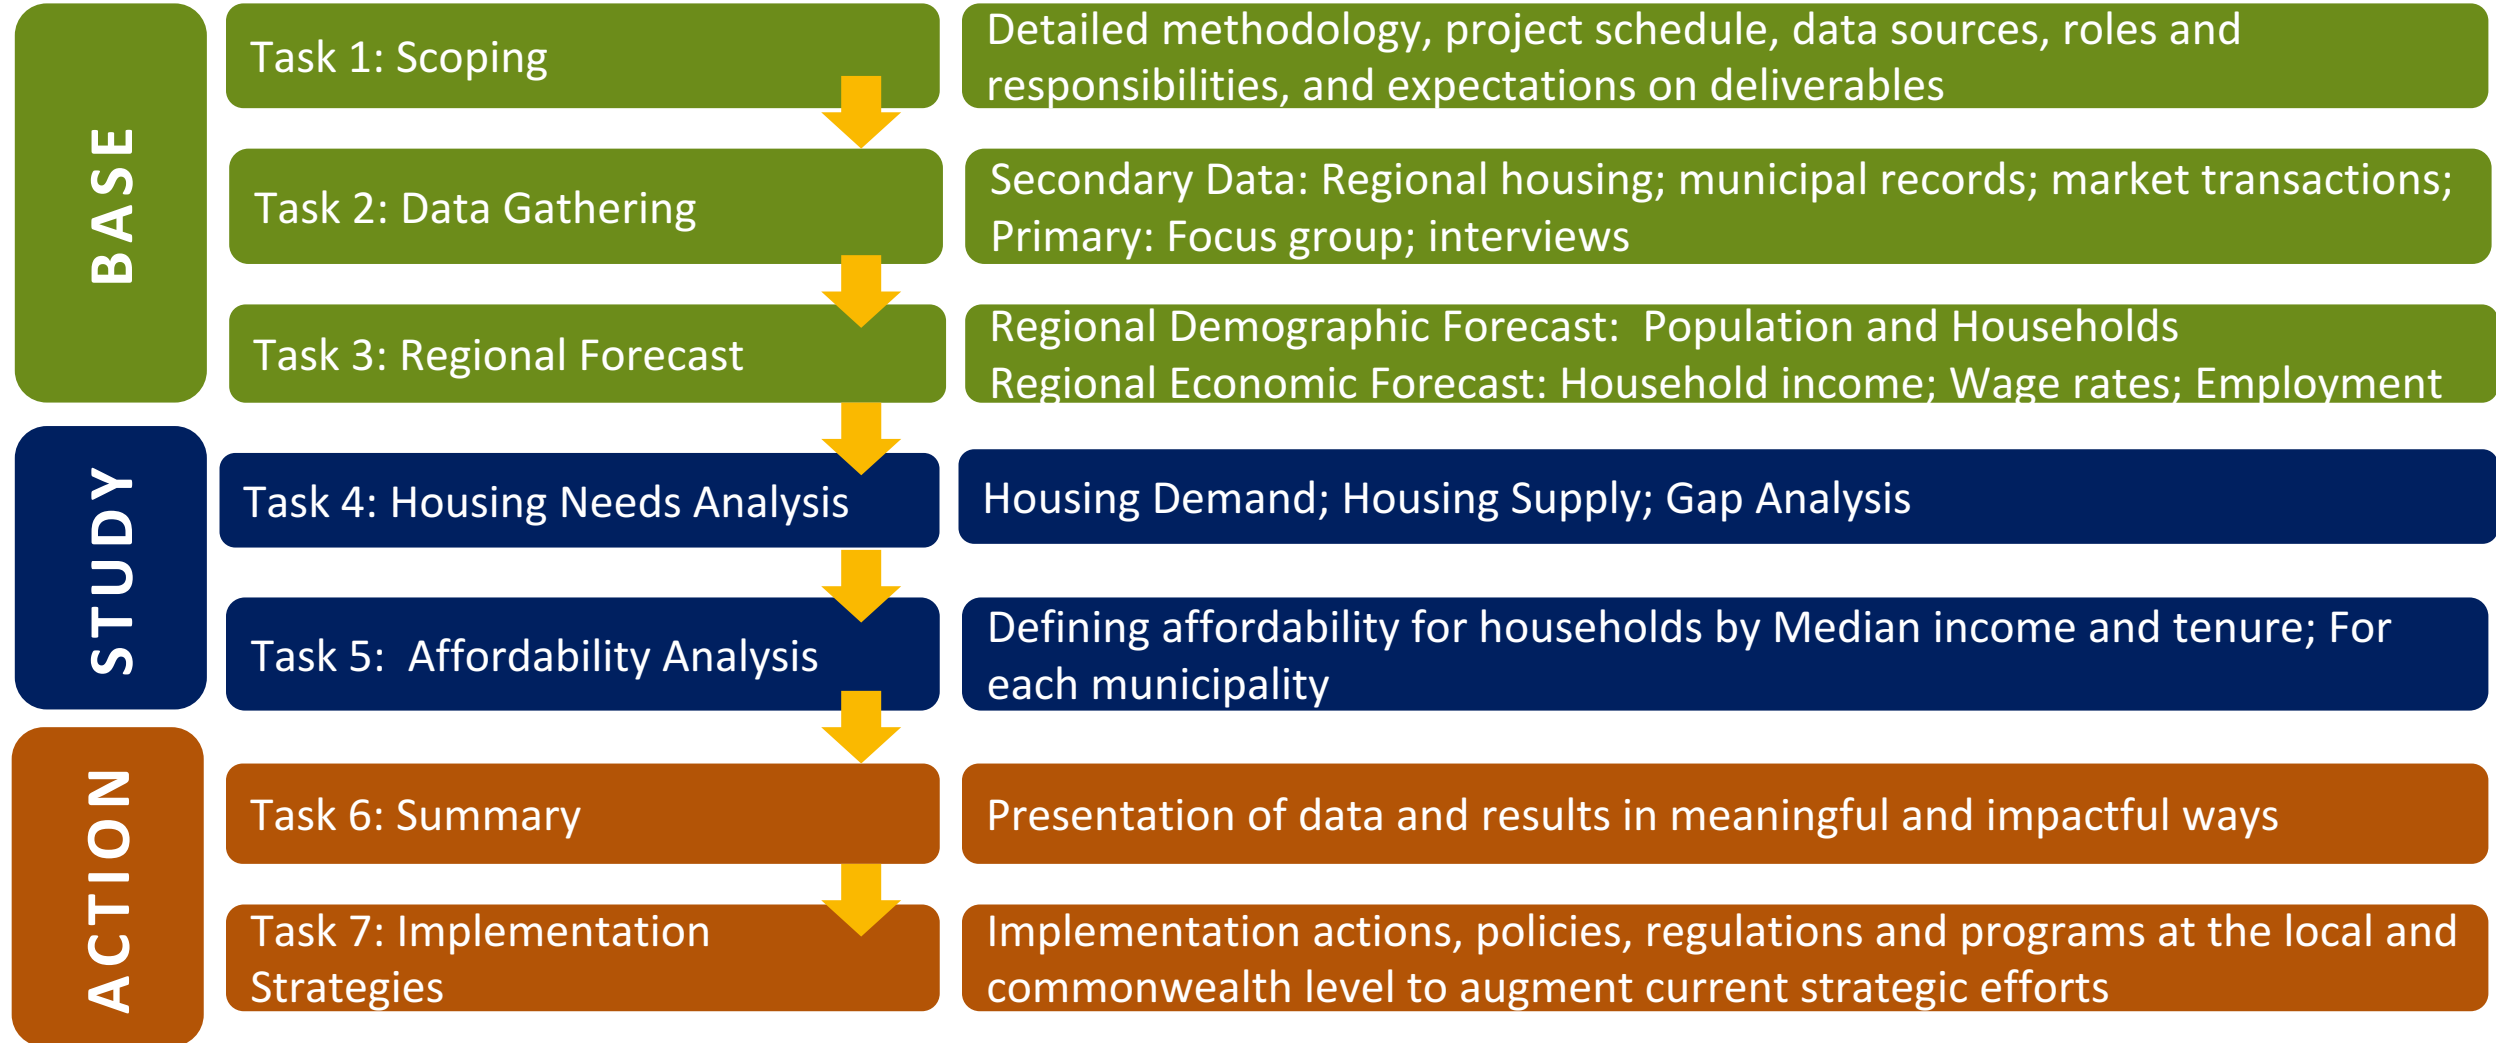 BASE
Task 1: Scoping
Detailed methodology, project schedule, data sources, roles and
responsibilities, and expectations on deliverables
Task 2: Data Gathering
Secondary Data: Regional housing; municipal records; market transactions;
Primary: Focus group; interviews
Task 3: Regional Forecast
Regional Demographic Forecast:  Population and Households
Regional Economic Forecast: Household income; Wage rates; Employment
STUDY
Task 4: Housing Needs Analysis
Housing Demand; Housing Supply; Gap Analysis
Task 5:  Affordability Analysis
Defining affordability for households by Median income and tenure; For
each municipality
ACTION
Task 6: Summary
Presentation of data and results in meaningful and impactful ways
Task 7: Implementation
Strategies
Implementation actions, policies, regulations and programs at the local and
commonwealth level to augment current strategic efforts